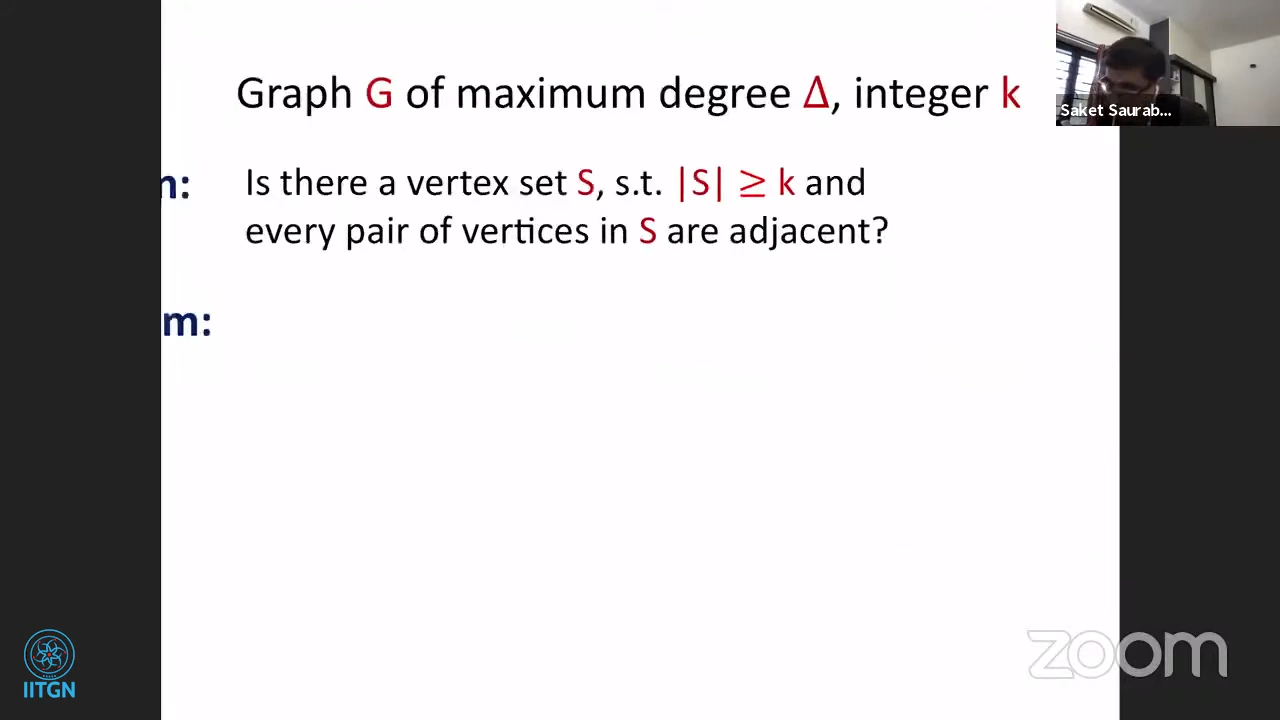 Graph G of maximum degree Δ, integer k
Saket Saurab...
n: Is there a vertex set S, s.t. |S| ≥ k and
every pair of vertices in S are adjacent?
m:
IITGN
zoom